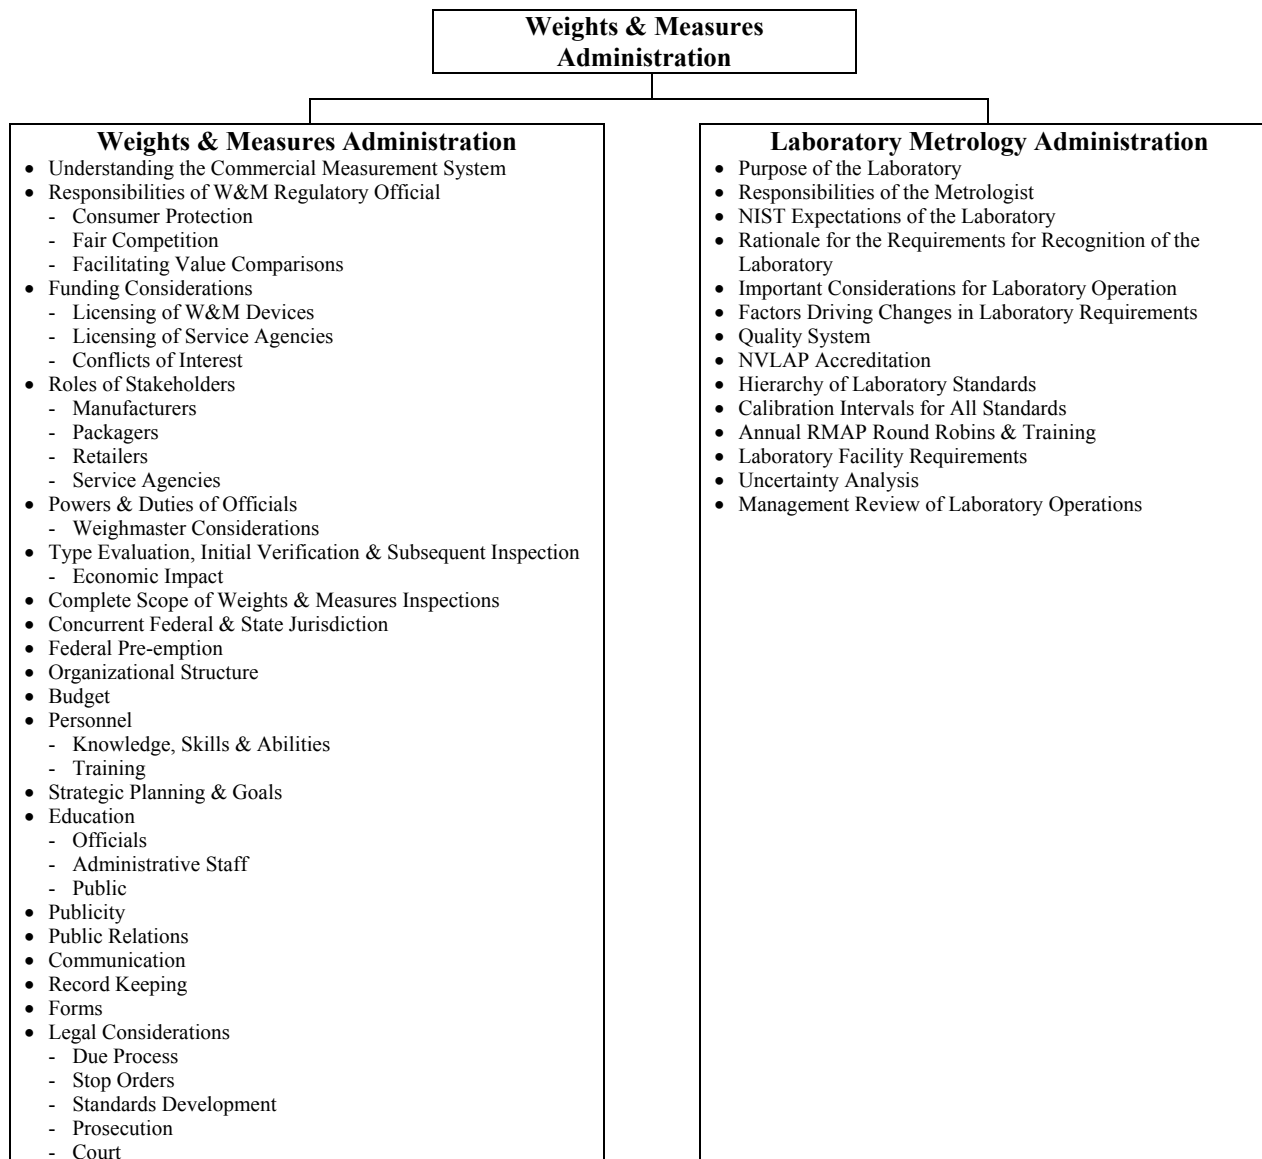 Weights & Measures
Administration
Weights & Measures Administration
• Understanding the Commercial Measurement System
• Responsibilities of W&M Regulatory Official
- Consumer Protection
- Fair Competition
- Facilitating Value Comparisons
• Funding Considerations
- Licensing of W&M Devices
- Licensing of Service Agencies
- Conflicts of Interest
• Roles of Stakeholders
- Manufacturers
- Packagers
- Retailers
- Service Agencies
• Powers & Duties of Officials
- Weighmaster Considerations
• Type Evaluation, Initial Verification & Subsequent Inspection
- Economic Impact
• Complete Scope of Weights & Measures Inspections
• Concurrent Federal & State Jurisdiction
• Federal Pre-emption
• Organizational Structure
• Budget
• Personnel
- Knowledge, Skills & Abilities
- Training
• Strategic Planning & Goals
• Education
- Officials
- Administrative Staff
- Public
• Publicity
• Public Relations
• Communication
• Record Keeping
• Forms
• Legal Considerations
- Due Process
- Stop Orders
- Standards Development
- Prosecution
- Court
Laboratory Metrology Administration
• Purpose of the Laboratory
• Responsibilities of the Metrologist
• NIST Expectations of the Laboratory
• Rationale for the Requirements for Recognition of the
Laboratory
• Important Considerations for Laboratory Operation
• Factors Driving Changes in Laboratory Requirements
• Quality System
• NVLAP Accreditation
• Hierarchy of Laboratory Standards
• Calibration Intervals for All Standards
• Annual RMAP Round Robins & Training
• Laboratory Facility Requirements
• Uncertainty Analysis
• Management Review of Laboratory Operations